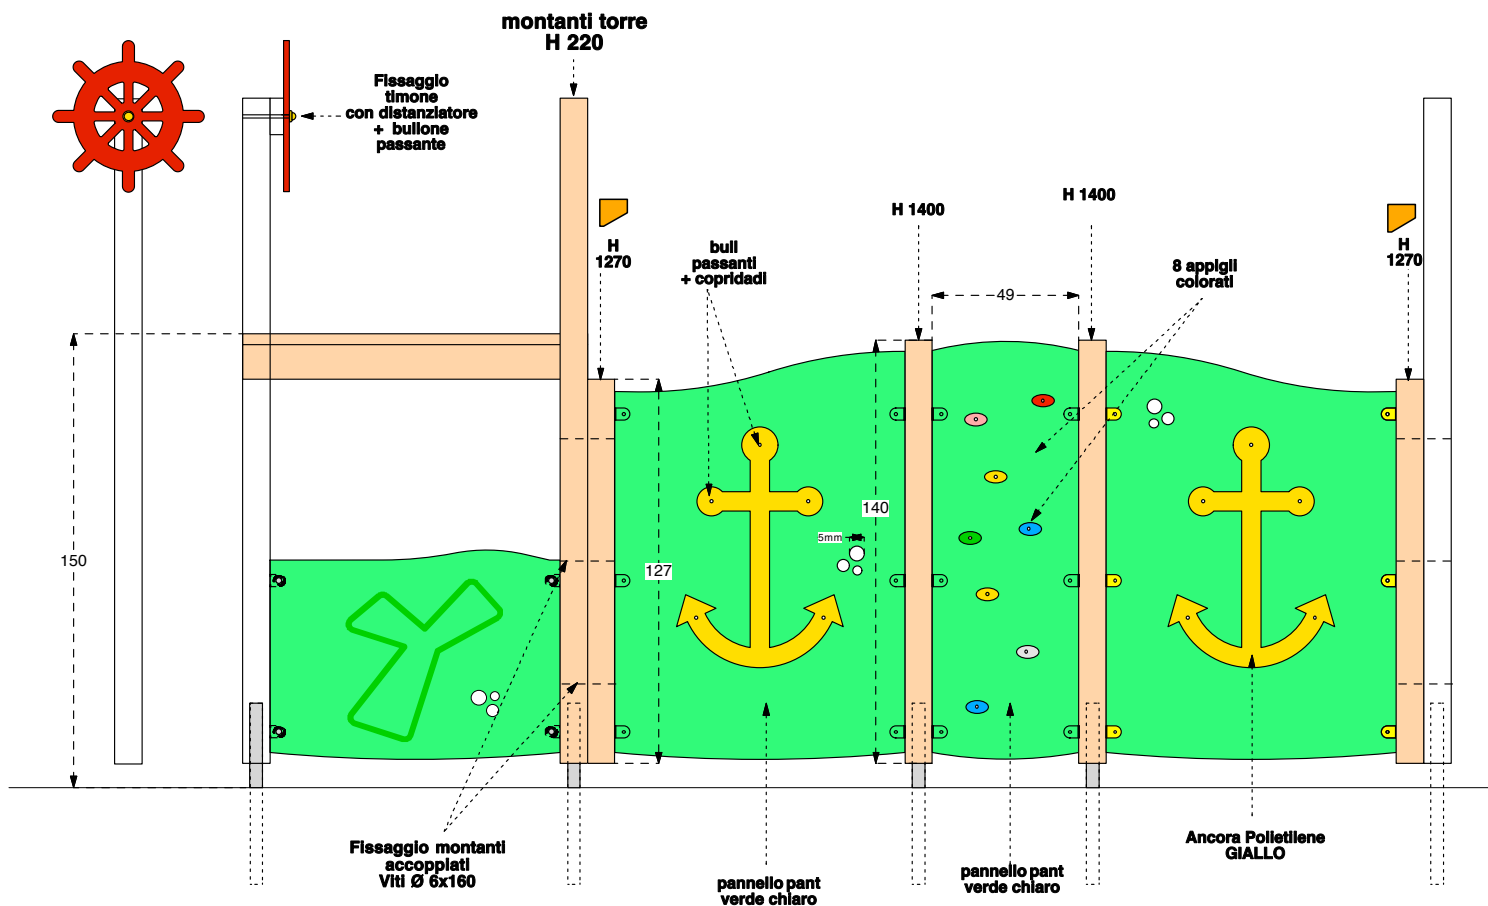 montanti torre
H 220
Fissaggio
timone
con distanziatore
+ bullone
passante
H
1270
bull
passanti
+ copridadi
H 1400
H 1400
8 appigli
colorati
H
1270
49
140
5mm
127
150
Fissaggio montanti
accoppiati
Viti Ø 6x160
pannello pant
verde chiaro
pannello pant
verde chiaro
Ancora Polietilene
GIALLO